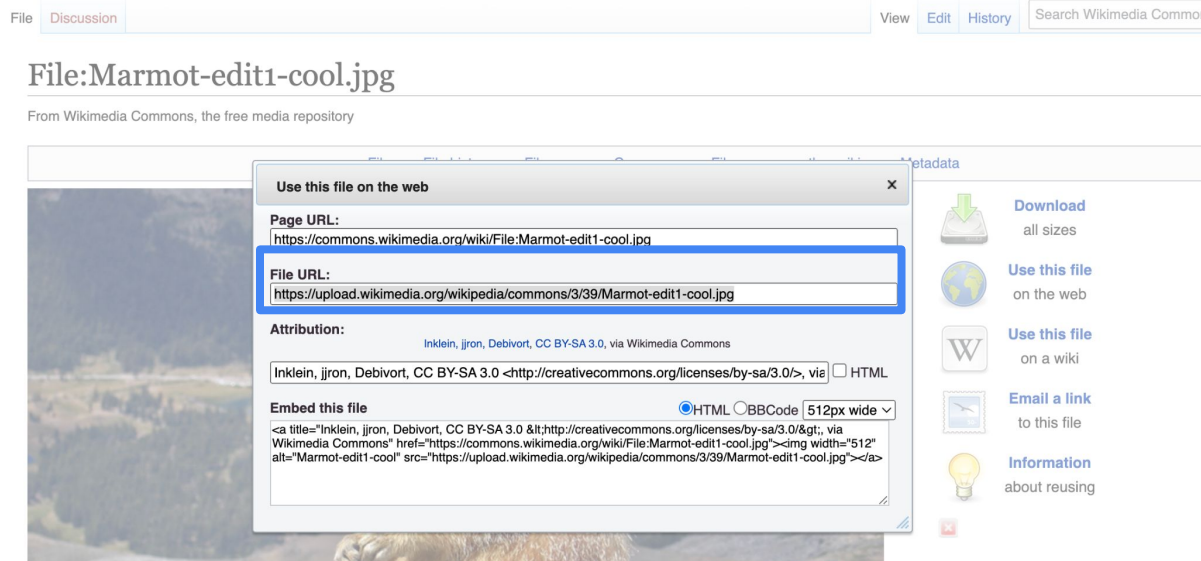 File Discussion View Edit History Search Wikimedia Commo
File:Marmot-edit1-cool.jpg
From Wikimedia Commons, the free media repository
Metadata
Use this file on the web x
Page URL:
https://commons.wikimedia.org/wiki/File:Marmot-edit1-cool.jpg
File URL:
https://upload.wikimedia.org/wikipedia/commons/3/39/Marmot-edit1-cool.jpg
Attribution:
Inklein, jjron, Debivort, CC BY-SA 3.0, via Wikimedia Commons
Inklein, jjron, Debivort, CC BY-SA 3.0 <http://creativecommons.org/licenses/by-sa/3.0/>, via HTML
Embed this file HTML BBCode 512px wide
<a title="Inklein, jjron, Debivort, CC BY-SA 3.0 &lt;http://creativecommons.org/licenses/by-sa/3.0/&gt;, via
Wikimedia Commons" href="https://commons.wikimedia.org/wiki/File:Marmot-edit1-cool.jpg"><img width="512"
alt="Marmot-edit1-cool" src="https://upload.wikimedia.org/wikipedia/commons/3/39/Marmot-edit1-cool.jpg"></a>
Download
all sizes
Use this file
on the web
W
Use this file
on a wiki
Email a link
to this file
Information
about reusing